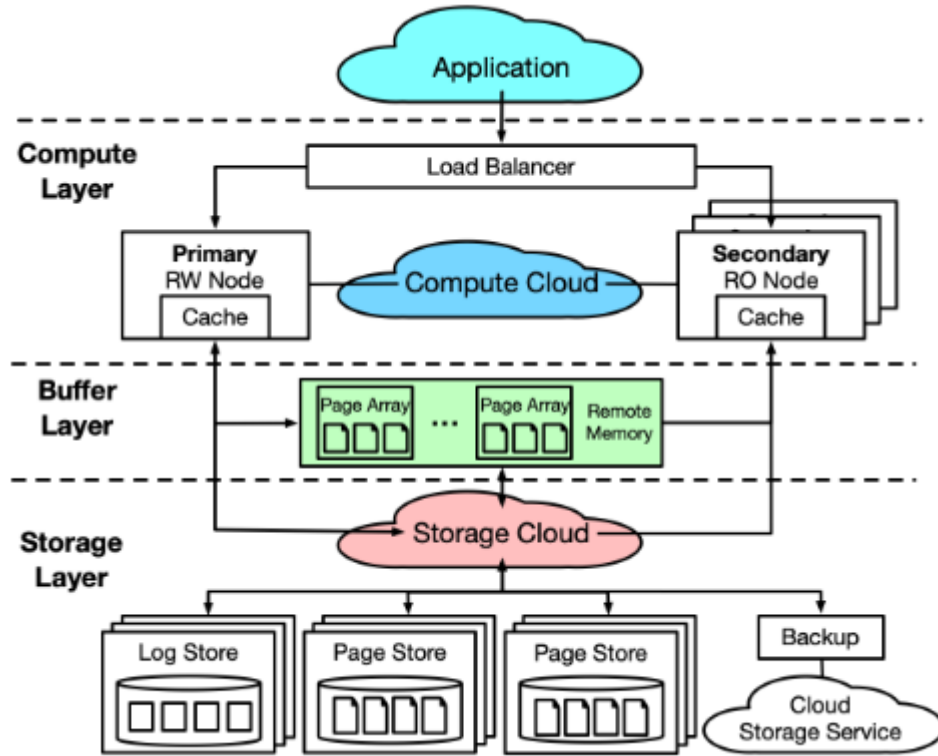 Application
Compute
Layer
Load Balancer
Primary
RW Node
Cache
Compute Cloud
Secondary
RO Node
Cache
Buffer
Layer
Page Array
...
Page Array
Remote
Memory
Storage
Layer
Storage Cloud
Log Store
Page Store
Page Store
Backup
Cloud
Storage Service